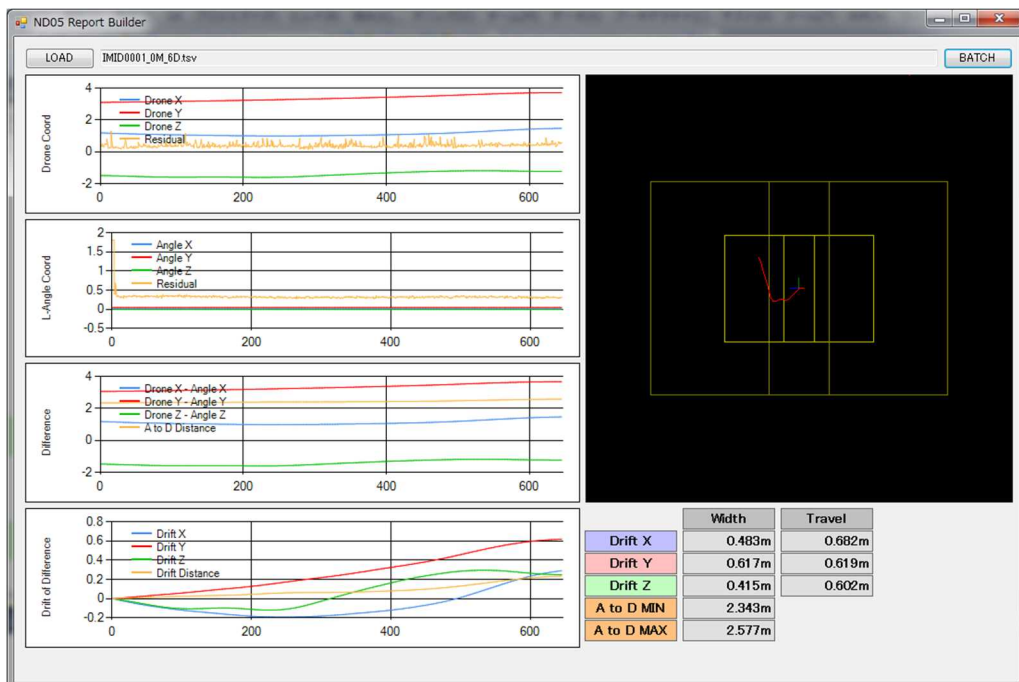 ND05 Report Builder
LOAD
IMID0001_0M_6D.tsv
BATCH
Drone Coord
4
2
0
-2
0 200 400 600
Drone X
Drone Y
Drone Z
Residual
L-Angle Coord
2
1.5
1
0.5
0
-0.5
0 200 400 600
Angle X
Angle Y
Angle Z
Residual
Difference
4
2
0
-2
0 200 400 600
Drone X - Angle X
Drone Y - Angle Y
Drone Z - Angle Z
A to D Distance
Drift of Difference
0.8
0.6
0.4
0.2
0
-0.2
0 200 400 600
Drift X
Drift Y
Drift Z
Drift Distance
Width Travel
Drift X 0.483m 0.682m
Drift Y 0.617m 0.619m
Drift Z 0.415m 0.602m
A to D MIN 2.343m
A to D MAX 2.577m